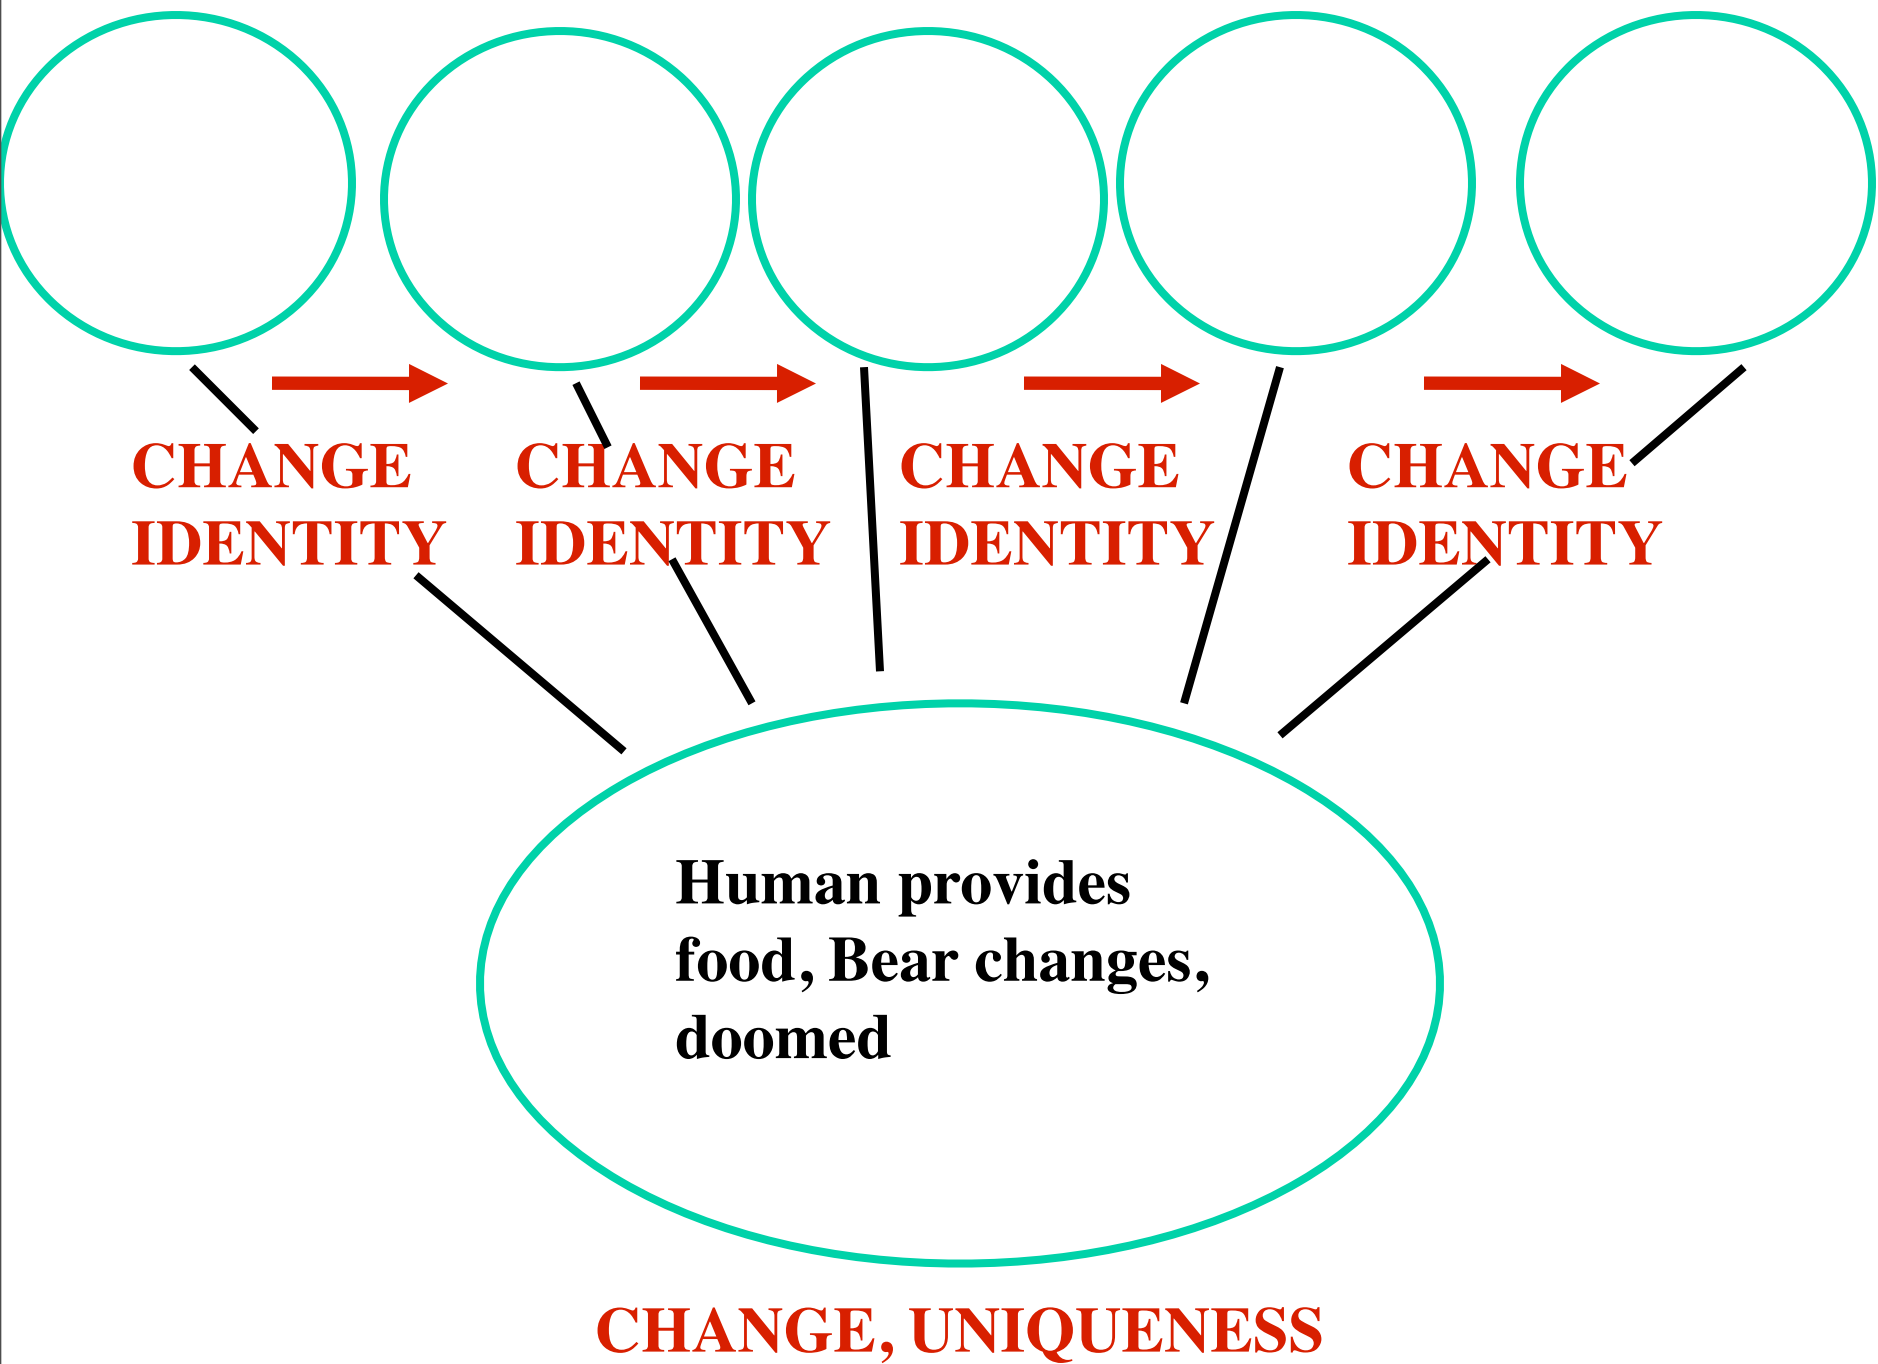 CHANGE
IDENTITY
CHANGE
IDENTITY
CHANGE
IDENTITY
CHANGE
IDENTITY
Human provides
food, Bear changes,
doomed
CHANGE, UNIQUENESS